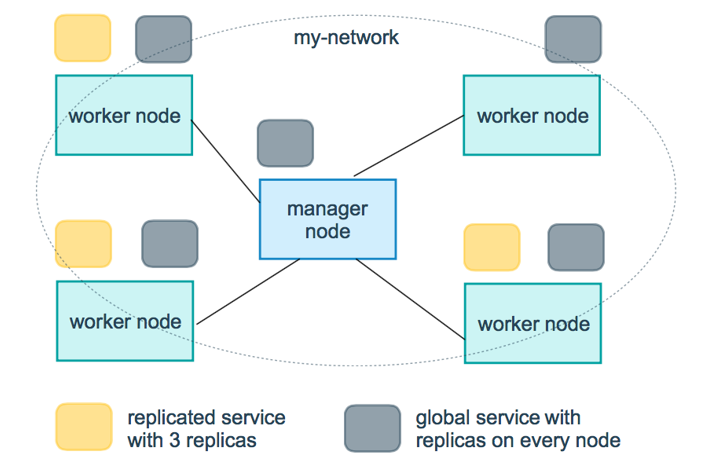 my-network
worker node
worker node
manager
node
worker node
worker node
replicated service
with 3 replicas
global service with
replicas on every node